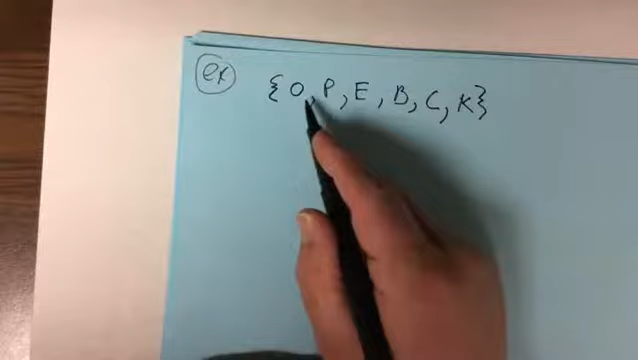 ex {O, P, E, B, C, K}